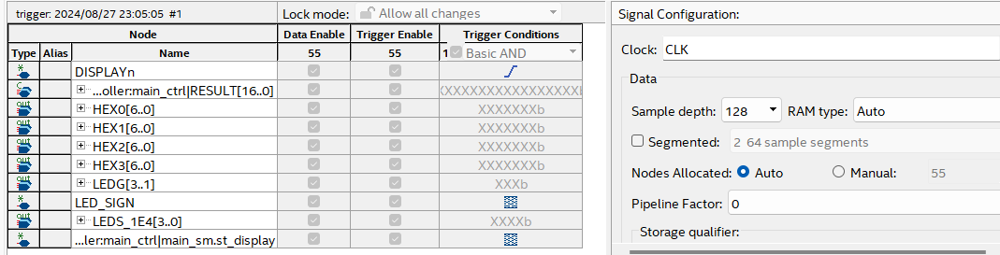 trigger: 2024/08/27 23:05:05 #1 Lock mode: Allow all changes
Node Data Enable Trigger Enable Trigger Conditions
Type Alias Name 55 55 1 Basic AND
DISPLAYn
...oller:main_ctrl|RESULT[16..0] XXXXXXXXXXXXXXXXb
HEX0[6..0] XXXXXXXb
HEX1[6..0] XXXXXXXb
HEX2[6..0] XXXXXXXb
HEX3[6..0] XXXXXXXb
LEDG[3..1] XXXb
LED_SIGN
LEDS_1E4[3..0] XXXXb
...ler:main_ctrl|main_sm.st_display
Signal Configuration:
Clock: CLK
Data
Sample depth: 128 RAM type: Auto
Segmented: 2 64 sample segments
Nodes Allocated: Auto Manual: 55
Pipeline Factor: 0
Storage qualifier: